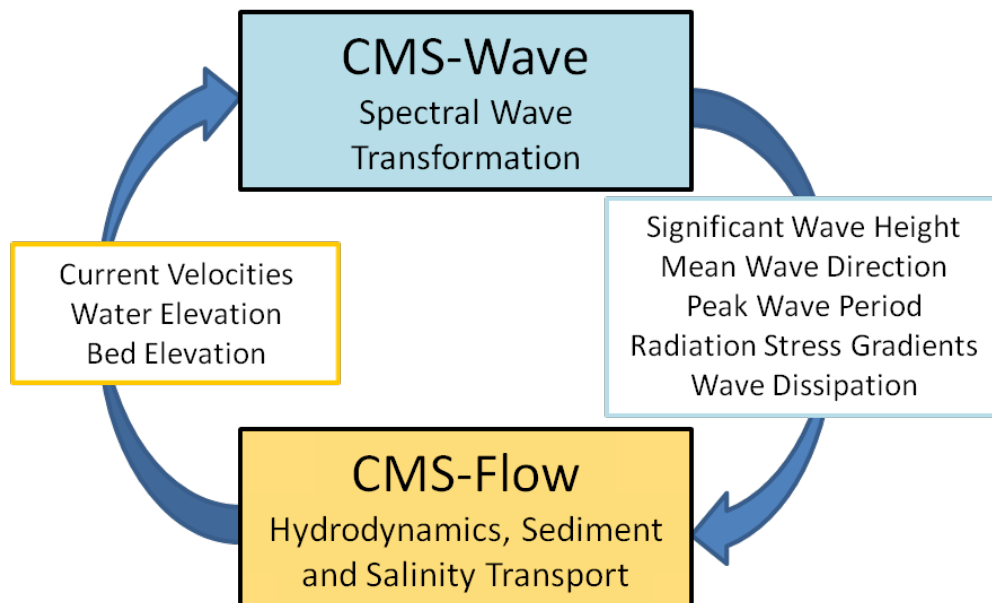 CMS-Wave
Spectral Wave
Transformation
Significant Wave Height
Mean Wave Direction
Peak Wave Period
Radiation Stress Gradients
Wave Dissipation
Current Velocities
Water Elevation
Bed Elevation
CMS-Flow
Hydrodynamics, Sediment
and Salinity Transport